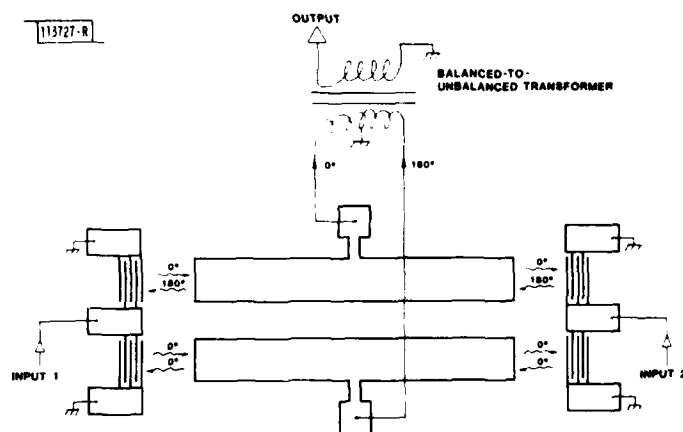 113727-R
OUTPUT
BALANCED-TO-
UNBALANCED TRANSFORMER
0°
180°
0°
180°
0°
180°
INPUT 1
0°
0°
0°
0°
INPUT 2